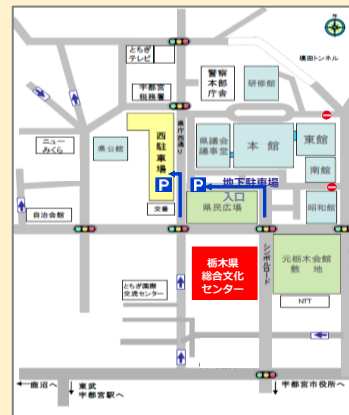 N
とちぎ
テレビ
塙田トンネル
警察
本部
庁舎
研修館
宇都宮
税務署
県庁西通り
西駐車場
県議会
議事堂
本館
東館
ニュー
みくら
県公館
南館
P
P
地下駐車場
入口
県民広場
昭和館
自治会館
交番
栃木県
総合文化
センター
シンボルロード
元栃木会館
敷地
とちぎ国際
交流センター
NTT
鹿沼へ
東武
宇都宮駅へ
宇都宮市役所へ